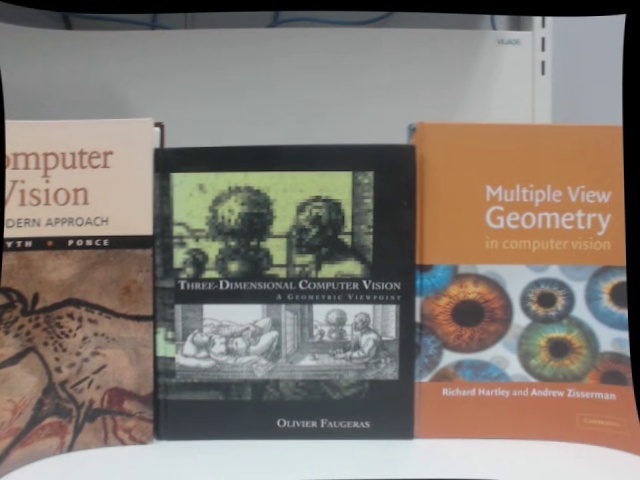 omputer
Vision
DERN APPROACH
YTH • PONCE
THREE-DIMENSIONAL COMPUTER VISION
A GEOMETRIC VIEWPOINT
OLIVIER FAUGERAS
Multiple View
Geometry
in computer vision
Richard Hartley and Andrew Zisserman